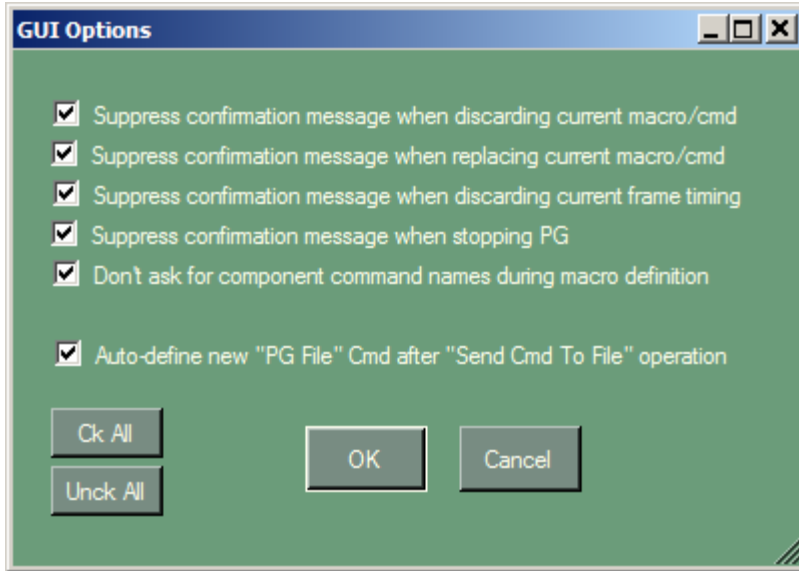 GUI Options
Suppress confirmation message when discarding current macro/cmd
Suppress confirmation message when replacing current macro/cmd
Suppress confirmation message when discarding current frame timing
Suppress confirmation message when stopping PG
Don't ask for component command names during macro definition
Auto-define new "PG File" Cmd after "Send Cmd To File" operation
Ck All
OK
Cancel
Unck All